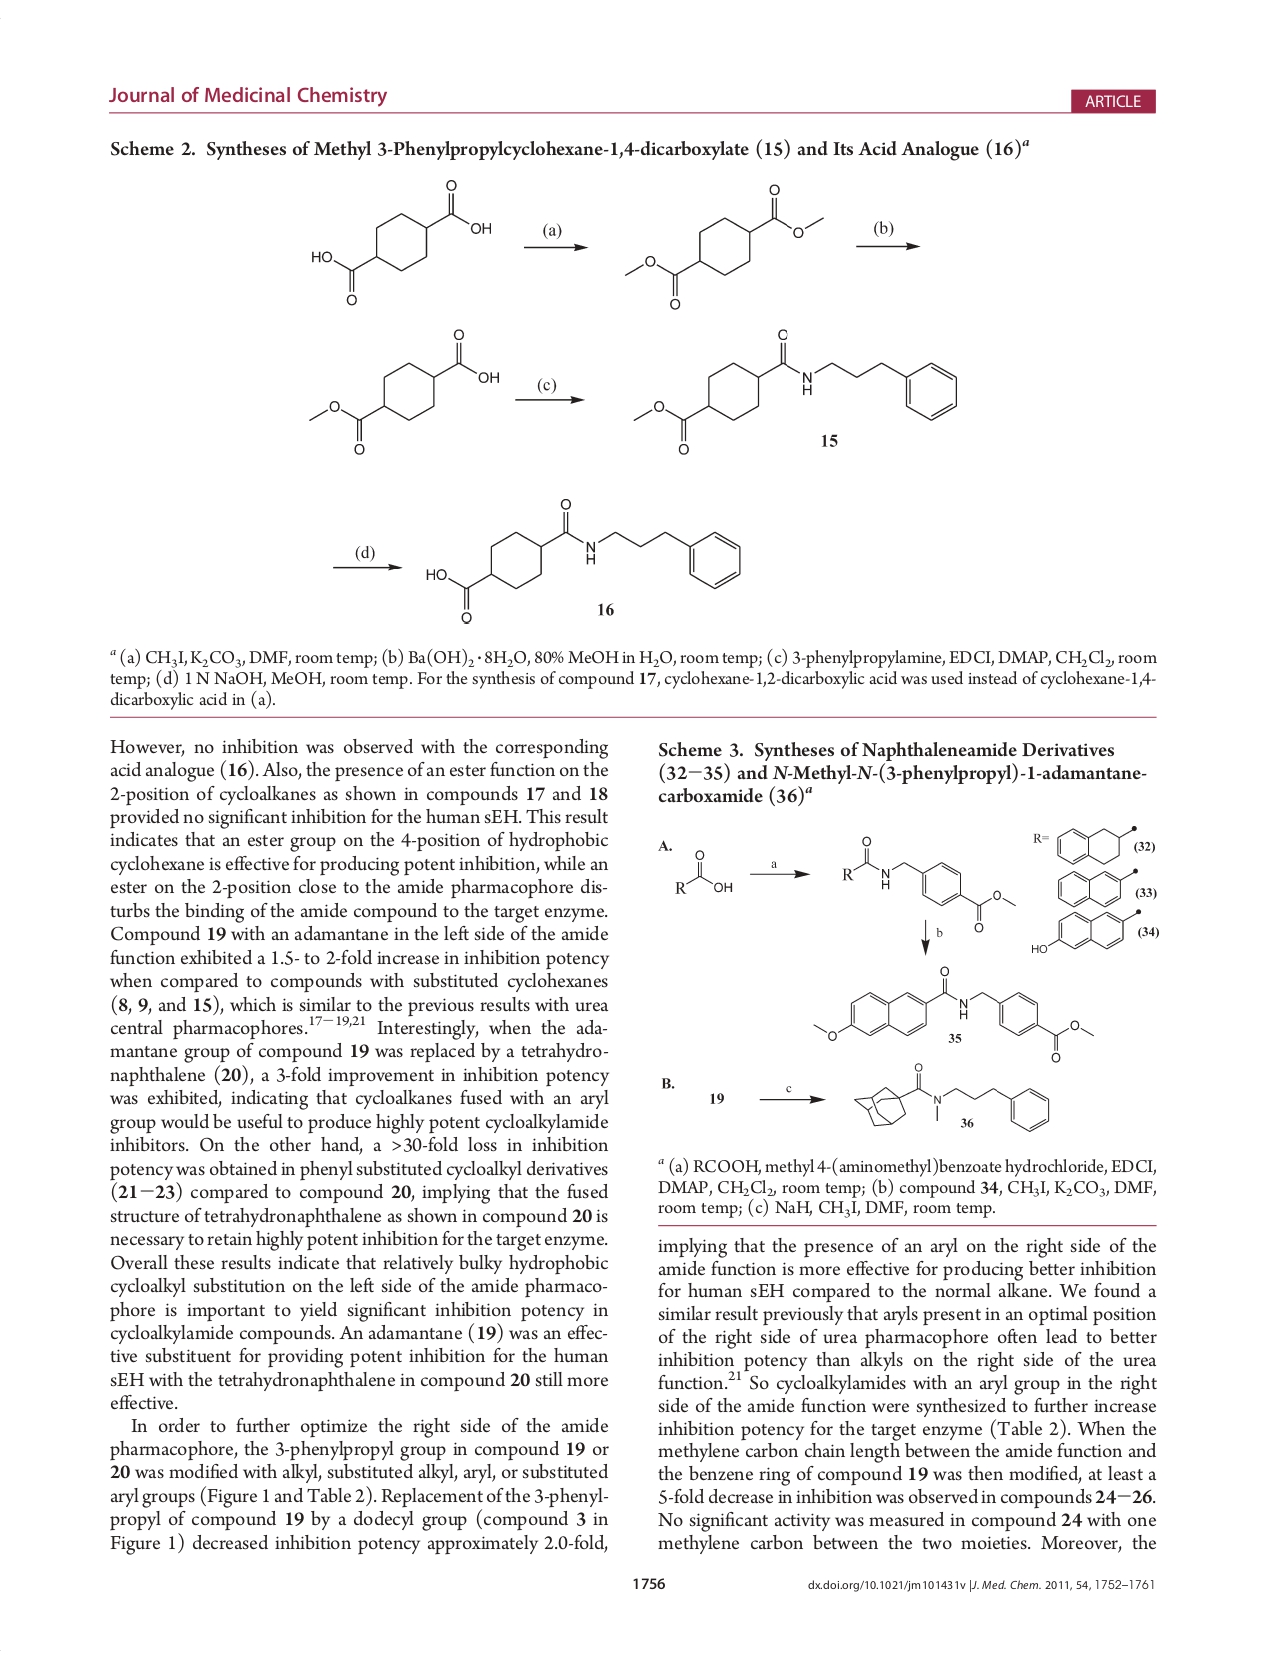 Journal of Medicinal Chemistry
ARTICLE
Scheme 2. Syntheses of Methyl 3-Phenylpropylcyclohexane-1,4-dicarboxylate (15) and Its Acid Analogue (16)a
O
OH
HO
O
(a)
O
O
O
O
(b)
O
OH
O
O
(c)
O
N
H
O
O
15
(d)
O
N
H
HO
O
16
a (a) CH3I, K2CO3, DMF, room temp; (b) Ba(OH)2·8H2O, 80% MeOH in H2O, room temp; (c) 3-phenylpropylamine, EDCI, DMAP, CH2Cl2, room
temp; (d) 1 N NaOH, MeOH, room temp. For the synthesis of compound 17, cyclohexane-1,2-dicarboxylic acid was used instead of cyclohexane-1,4-
dicarboxylic acid in (a).
However, no inhibition was observed with the corresponding
acid analogue (16). Also, the presence of an ester function on the
2-position of cycloalkanes as shown in compounds 17 and 18
provided no significant inhibition for the human sEH. This result
indicates that an ester group on the 4-position of hydrophobic
cyclohexane is effective for producing potent inhibition, while an
ester on the 2-position close to the amide pharmacophore dis-
turbs the binding of the amide compound to the target enzyme.
Compound 19 with an adamantane in the left side of the amide
function exhibited a 1.5- to 2-fold increase in inhibition potency
when compared to compounds with substituted cyclohexanes
(8, 9, and 15), which is similar to the previous results with urea
central pharmacophores.17−19,21 Interestingly, when the ada-
mantane group of compound 19 was replaced by a tetrahydro-
naphthalene (20), a 3-fold improvement in inhibition potency
was exhibited, indicating that cycloalkanes fused with an aryl
group would be useful to produce highly potent cycloalkylamide
inhibitors. On the other hand, a >30-fold loss in inhibition
potency was obtained in phenyl substituted cycloalkyl derivatives
(21−23) compared to compound 20, implying that the fused
structure of tetrahydronaphthalene as shown in compound 20 is
necessary to retain highly potent inhibition for the target enzyme.
Overall these results indicate that relatively bulky hydrophobic
cycloalkyl substitution on the left side of the amide pharmaco-
phore is important to yield significant inhibition potency in
cycloalkylamide compounds. An adamantane (19) was an effec-
tive substituent for providing potent inhibition for the human
sEH with the tetrahydronaphthalene in compound 20 still more
effective.
In order to further optimize the right side of the amide
pharmacophore, the 3-phenylpropyl group in compound 19 or
20 was modified with alkyl, substituted alkyl, aryl, or substituted
aryl groups (Figure 1 and Table 2). Replacement of the 3-phenyl-
propyl of compound 19 by a dodecyl group (compound 3 in
Figure 1) decreased inhibition potency approximately 2.0-fold,
Scheme 3. Syntheses of Naphthaleneamide Derivatives
(32−35) and N-Methyl-N-(3-phenylpropyl)-1-adamantane-
carboxamide (36)a
A.
R
O
OH
a
R
O
N
H
O
O
R=
(32)
(33)
HO
(34)
b
O
N
H
O
O
O
35
B.
19
c
O
N
36
a (a) RCOOH, methyl 4-(aminomethyl)benzoate hydrochloride, EDCI,
DMAP, CH2Cl2, room temp; (b) compound 34, CH3I, K2CO3, DMF,
room temp; (c) NaH, CH3I, DMF, room temp.
implying that the presence of an aryl on the right side of the
amide function is more effective for producing better inhibition
for human sEH compared to the normal alkane. We found a
similar result previously that aryls present in an optimal position
of the right side of urea pharmacophore often lead to better
inhibition potency than alkyls on the right side of the urea
function.21 So cycloalkylamides with an aryl group in the right
side of the amide function were synthesized to further increase
inhibition potency for the target enzyme (Table 2). When the
methylene carbon chain length between the amide function and
the benzene ring of compound 19 was then modified, at least a
5-fold decrease in inhibition was observed in compounds 24−26.
No significant activity was measured in compound 24 with one
methylene carbon between the two moieties. Moreover, the
1756
dx.doi.org/10.1021/jm101431v |J. Med. Chem. 2011, 54, 1752–1761